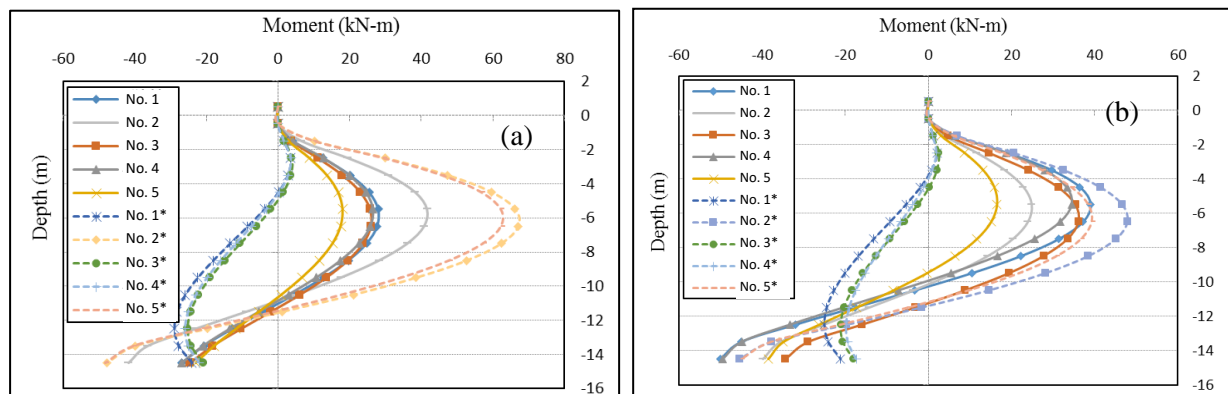 Moment (kN-m)
-60 -40 -20 0 20 40 60 80
2
0
-2
-4
-6
-8
-10
-12
-14
-16
Depth (m)
No. 1
No. 2
No. 3
No. 4
No. 5
No. 1*
No. 2*
No. 3*
No. 4*
No. 5*
(a)
Moment (kN-m)
-60 -40 -20 0 20 40 60
2
0
-2
-4
-6
-8
-10
-12
-14
-16
Depth (m)
No. 1
No. 2
No. 3
No. 4
No. 5
No. 1*
No. 2*
No. 3*
No. 4*
No. 5*
(b)